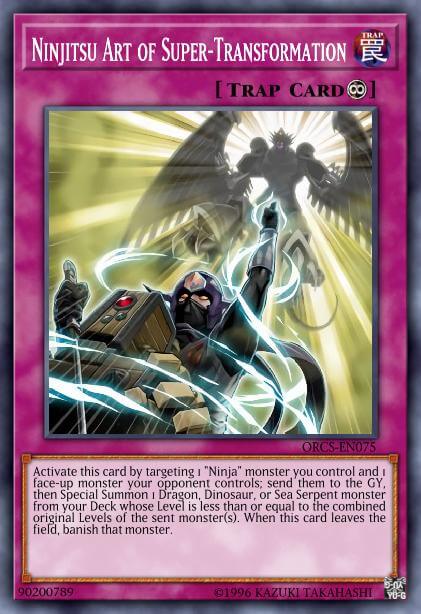 NINJITSU ART OF SUPER-TRANSFORMATION
TRAP
罠
[TRAP CARD♾]
ORCS-EN075
Activate this card by targeting 1 "Ninja" monster you control and 1
face-up monster your opponent controls; send them to the GY,
then Special Summon 1 Dragon, Dinosaur, or Sea Serpent monster
from your Deck whose Level is less than or equal to the combined
original Levels of the sent monster(s). When this card leaves the
field, banish that monster.
90200789
©1996 KAZUKI TAKAHASHI